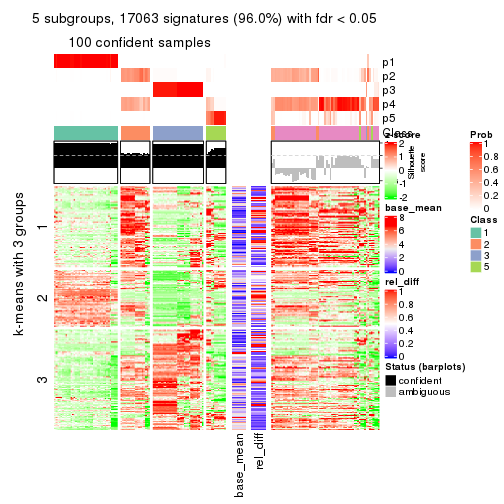 5 subgroups, 17063 signatures (96.0%) with fdr < 0.05
100 confident samples
p1
p2
p3
p4
p5
Class
z-score
2
1
0
-1
-2
Silhouette
score
k-means with 3 groups
1
2
3
base_mean
rel_diff
base_mean
8
6
4
2
0
rel_diff
1
0.8
0.6
0.4
0.2
0
Status (barplots)
confident
ambiguous
Prob
1
0.8
0.6
0.4
0.2
0
Class
1
2
3
5